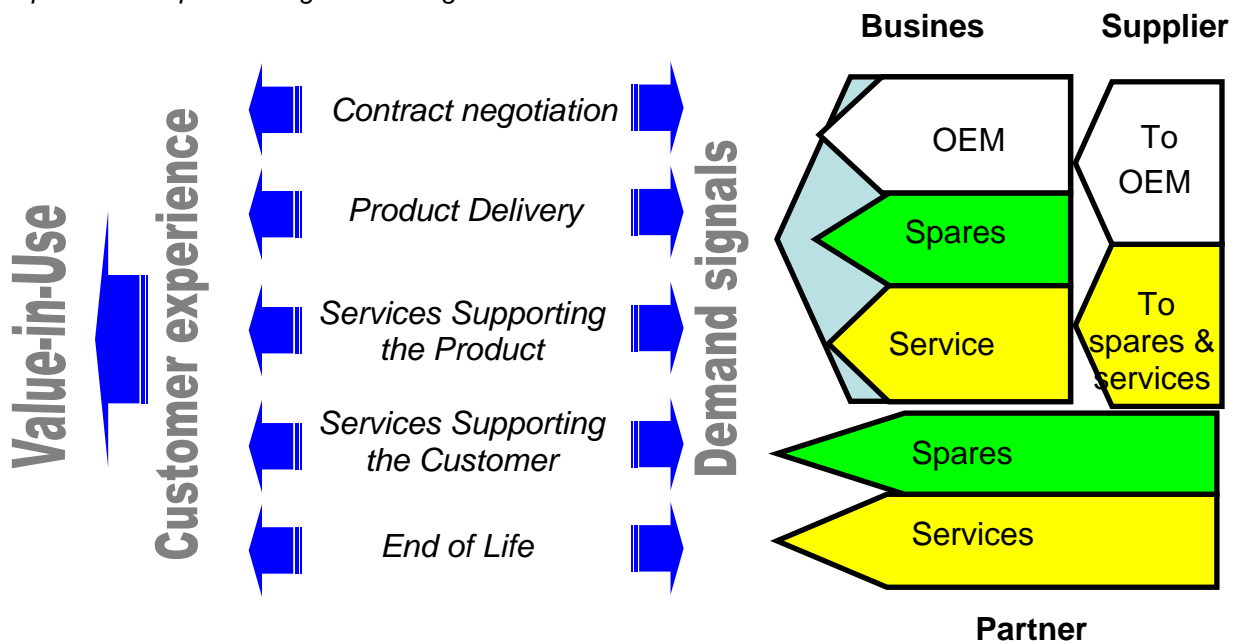 Busines
Supplier
Contract negotiation
Product Delivery
Services Supporting
the Product
Services Supporting
the Customer
End of Life
Value-in-Use
Customer experience
Demand signals
OEM
Spares
Service
To
OEM
To
spares &
services
Spares
Services
Partner